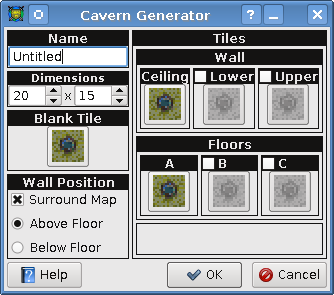 Cavern Generator
Name
Untitled
Dimensions
20 x 15
Blank Tile
Wall Position
Surround Map
Above Floor
Below Floor
Tiles
Wall
Ceiling Lower Upper
Floors
A B C
Help OK Cancel